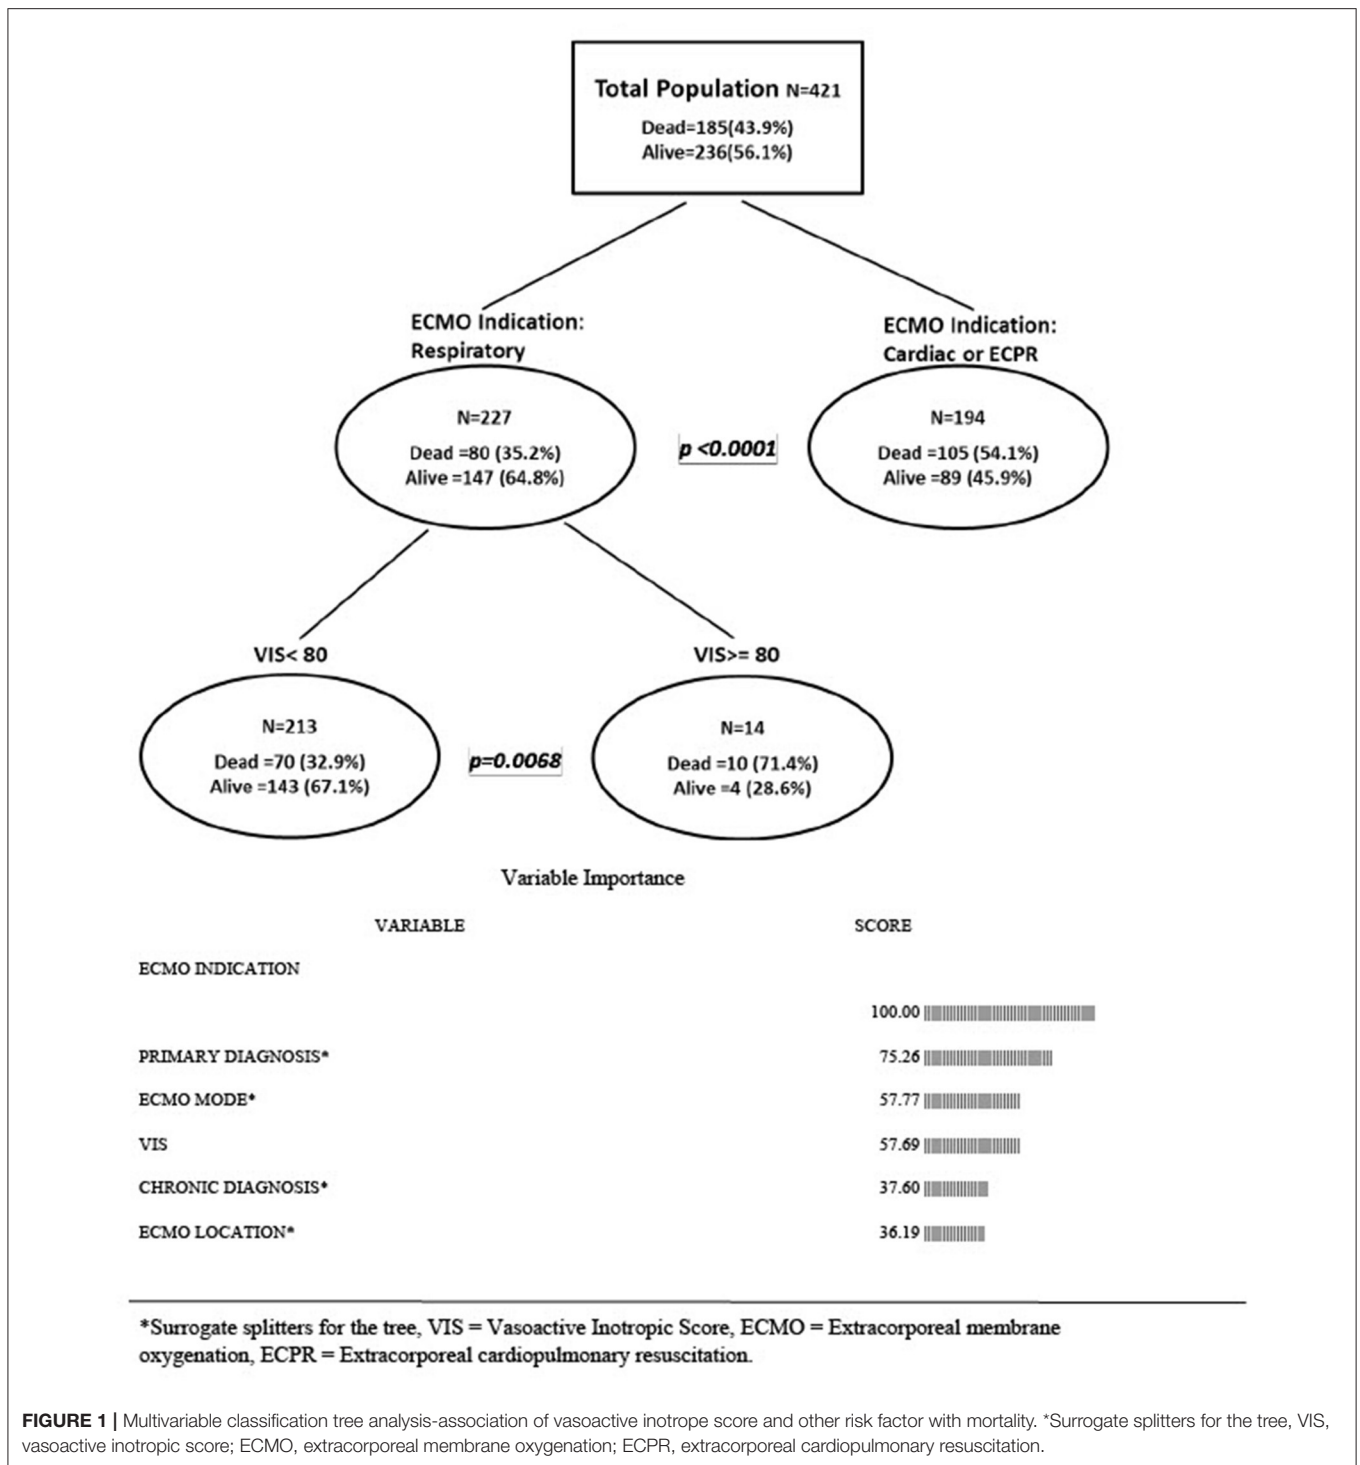 Total Population N=421
Dead=185(43.9%)
Alive=236(56.1%)
ECMO Indication:
Respiratory
ECMO Indication:
Cardiac or ECPR
N=227
Dead =80 (35.2%)
Alive =147 (64.8%)
p <0.0001
N=194
Dead =105 (54.1%)
Alive =89 (45.9%)
VIS< 80
VIS>= 80
N=213
Dead =70 (32.9%)
Alive =143 (67.1%)
p=0.0068
N=14
Dead =10 (71.4%)
Alive =4 (28.6%)
Variable Importance
VARIABLE SCORE
ECMO INDICATION
100.00
PRIMARY DIAGNOSIS* 75.26
ECMO MODE* 57.77
VIS 57.69
CHRONIC DIAGNOSIS* 37.60
ECMO LOCATION* 36.19
*Surrogate splitters for the tree, VIS = Vasoactive Inotropic Score, ECMO = Extracorporeal membrane
oxygenation, ECPR = Extracorporeal cardiopulmonary resuscitation.
FIGURE 1 | Multivariable classification tree analysis-association of vasoactive inotrope score and other risk factor with mortality. *Surrogate splitters for the tree, VIS,
vasoactive inotropic score; ECMO, extracorporeal membrane oxygenation; ECPR, extracorporeal cardiopulmonary resuscitation.